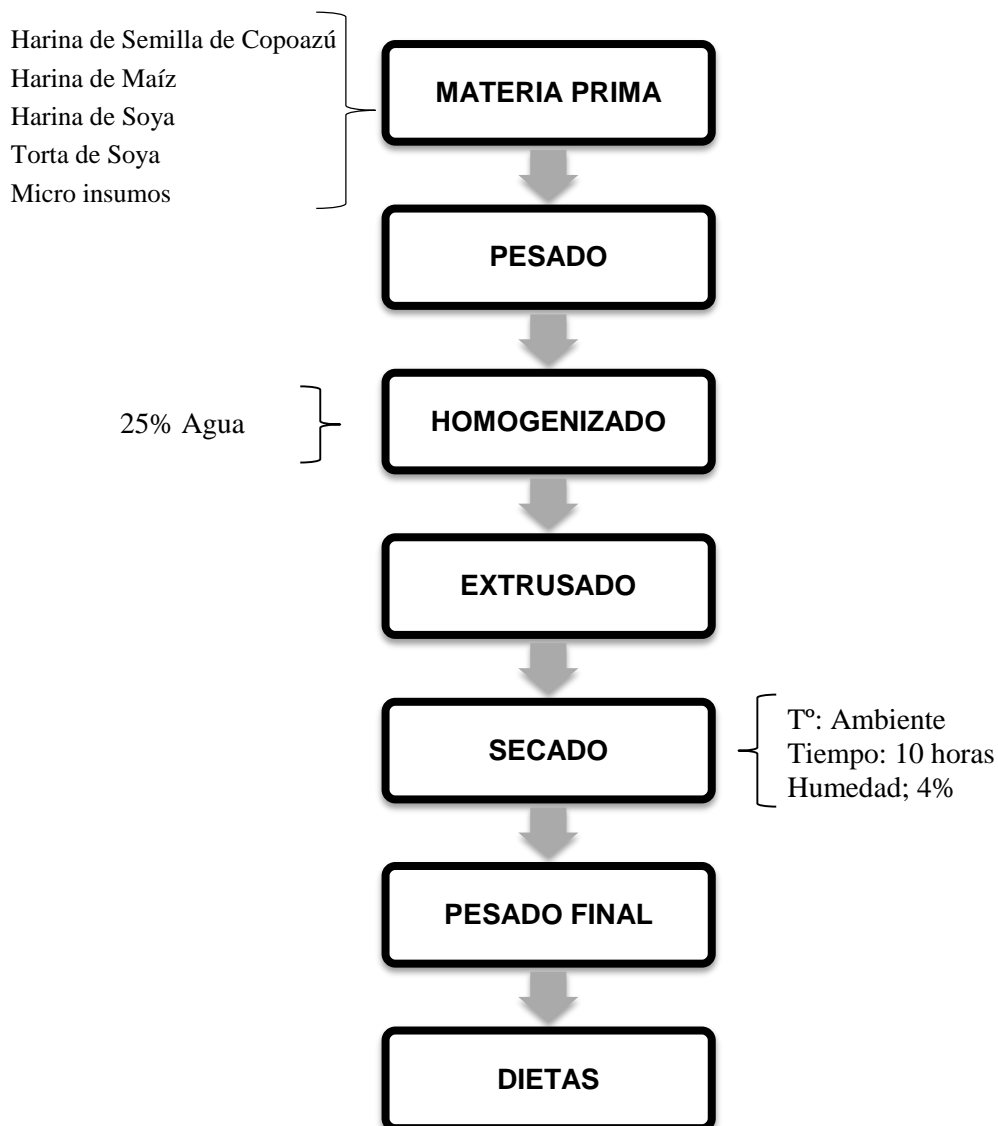 Harina de Semilla de Copoazú
Harina de Maíz
Harina de Soya
Torta de Soya
Micro insumos
MATERIA PRIMA
PESADO
25% Agua
HOMOGENIZADO
EXTRUSADO
SECADO
Tº: Ambiente
Tiempo: 10 horas
Humedad; 4%
PESADO FINAL
DIETAS